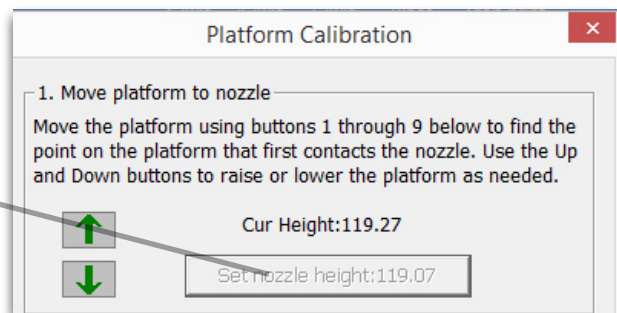 Platform Calibration
1. Move platform to nozzle
Move the platform using buttons 1 through 9 below to find the
point on the platform that first contacts the nozzle. Use the Up
and Down buttons to raise or lower the platform as needed.
Cur Height:119.27
Set nozzle height:119.07